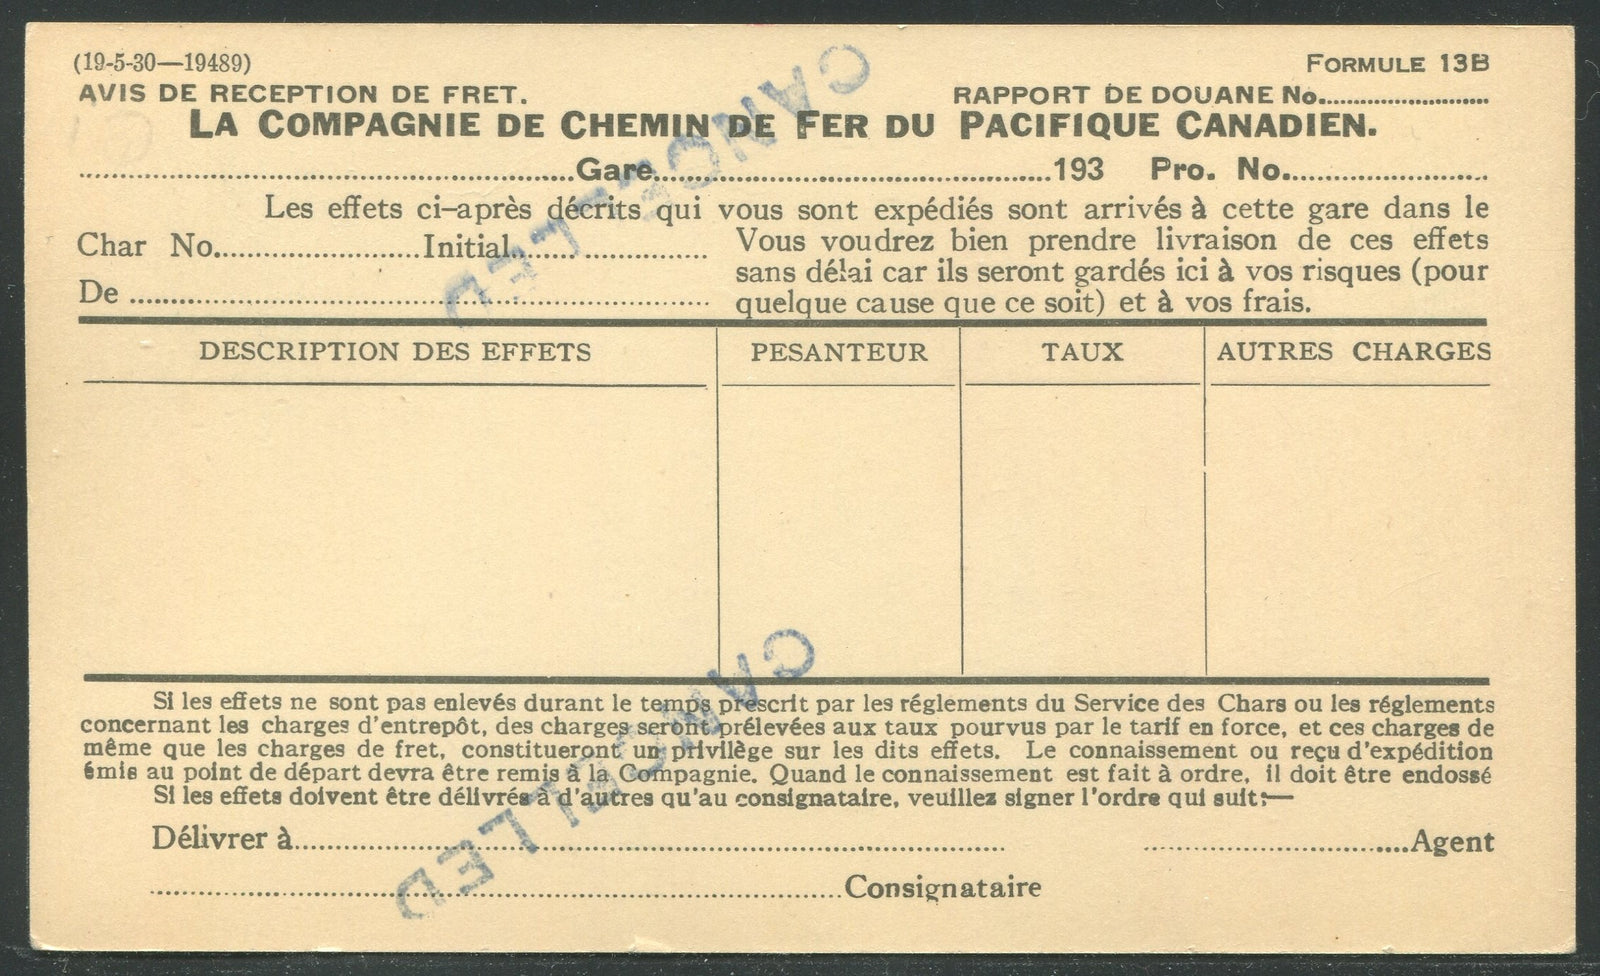 (19-5-30—19489) FORMULE 13B
AVIS DE RECEPTION DE FRET. RAPPORT DE DOUANE No.
LA COMPAGNIE DE CHEMIN DE FER DU PACIFIQUE CANADIEN.
Gare 193 Pro. No.
Les effets ci-après décrits qui vous sont expédiés sont arrivés à cette gare dans le
Char No. Initial Vous voudrez bien prendre livraison de ces effets
sans délai car ils seront gardés ici à vos risques (pour
De quelque cause que ce soit) et à vos frais.
CANCELLED
DESCRIPTION DES EFFETS PESANTEUR TAUX AUTRES CHARGES
Si les effets ne sont pas enlevés durant le temps prescrit par les réglements du Service des Chars ou les réglements
concernant les charges d'entrepôt, des charges seront prélevées aux taux pourvus par le tarif en force, et ces charges de
même que les charges de fret, constitueront un privilège sur les dits effets. Le connaissement ou reçu d'expédition
émis au point de départ devra être remis à la Compagnie. Quand le connaissement est fait à ordre, il doit être endossé
Si les effets doivent être délivrés à d'autres qu'au consignataire, veuillez signer l'ordre qui suit:—
CANCELLED
Délivrer à Agent
Consignataire